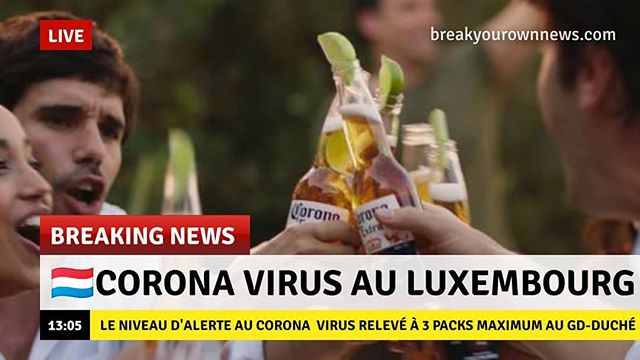 LIVE
breakyourownnews.com
Corona
Extra
Corona
Extra
BREAKING NEWS
🇱🇺CORONA VIRUS AU LUXEMBOURG
13:05 LE NIVEAU D'ALERTE AU CORONA VIRUS RELEVÉ À 3 PACKS MAXIMUM AU GD-DUCHÉ